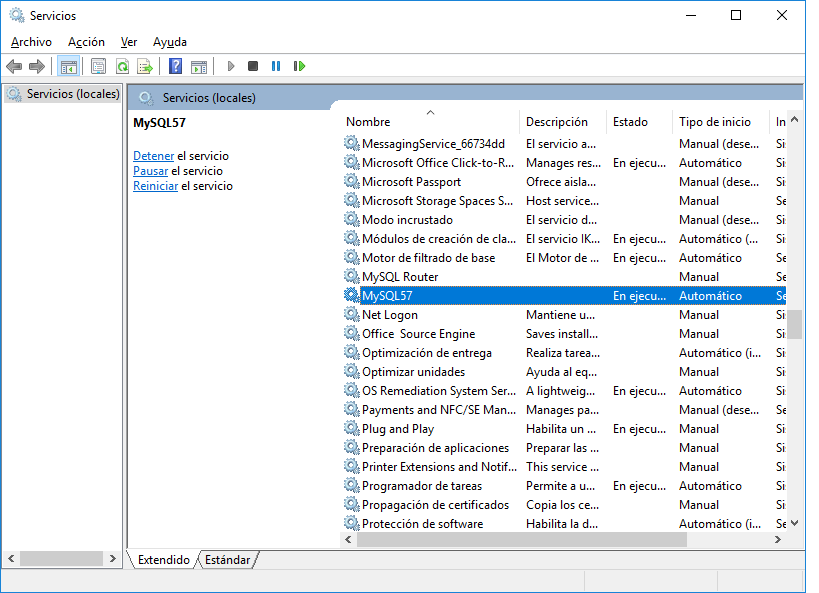 Servicios
Archivo Acción Ver Ayuda
Servicios (locales)
Servicios (locales)
MySQL57
Detener el servicio
Pausar el servicio
Reiniciar el servicio
Nombre Descripción Estado Tipo de inicio In
MessagingService_66734dd El servicio a... Manual (dese... Si
Microsoft Office Click-to-R... Manages res... En ejecu... Automático Si
Microsoft Passport Ofrece aisla... Manual (dese... Si
Microsoft Storage Spaces S... Host service... Manual Se
Modo incrustado El servicio d... Manual (dese... Si
Módulos de creación de cla... El servicio IK... En ejecu... Automático (... Si
Motor de filtrado de base El Motor de ... En ejecu... Automático Se
MySQL Router Manual Se
MySQL57 En ejecu... Automático Se
Net Logon Mantiene u... Manual Si
Office  Source Engine Saves install... Manual Si
Optimización de entrega Realiza tarea... Automático (i... Si
Optimizar unidades Ayuda al eq... Manual Si
OS Remediation System Ser... A lightweig... En ejecu... Automático Si
Payments and NFC/SE Man... Manages pa... Manual (dese... Se
Plug and Play Habilita un ... En ejecu... Manual Si
Preparación de aplicaciones Preparar las ... Manual Si
Printer Extensions and Notif... This service ... Manual Si
Programador de tareas Permite a u... En ejecu... Automático Si
Propagación de certificados Copia los ce... Manual Si
Protección de software Habilita la d... Automático (i... Se
Extendido Estándar